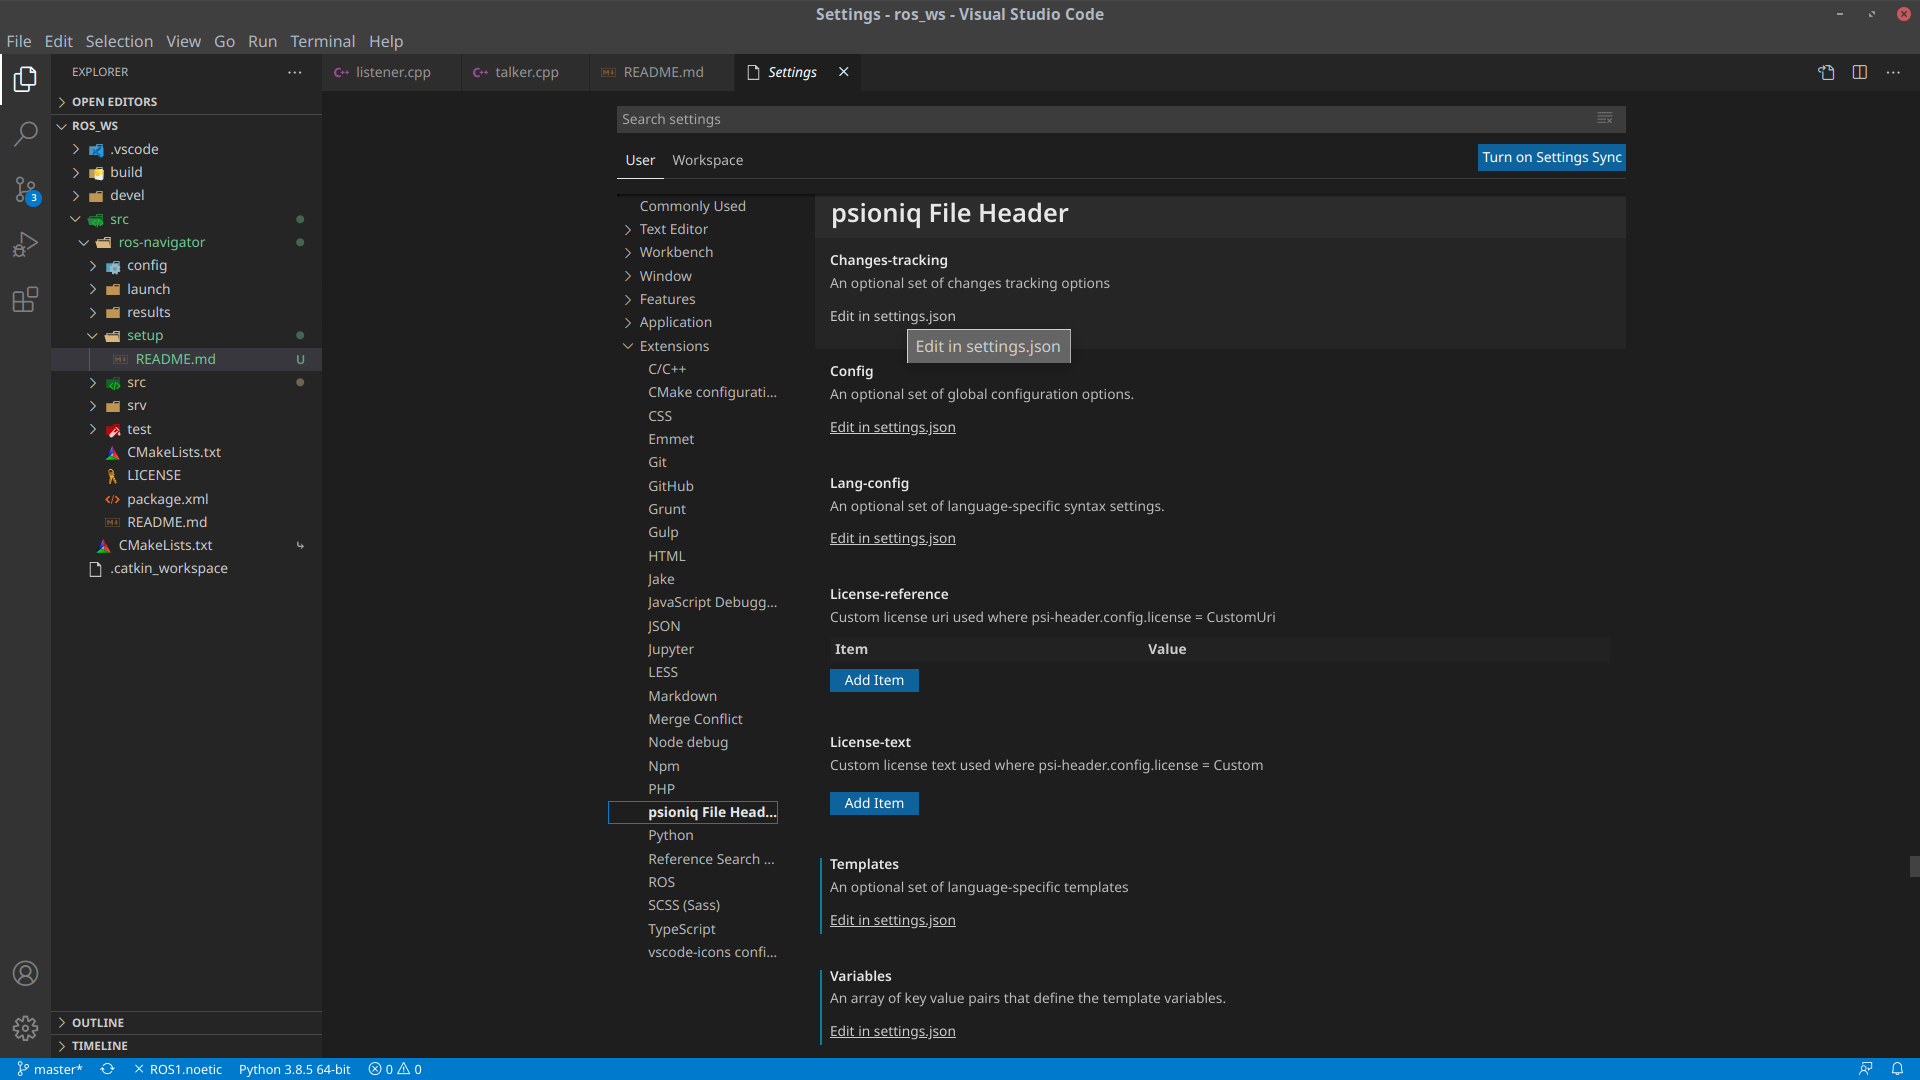 Settings - ros_ws - Visual Studio Code
File Edit Selection View Go Run Terminal Help
EXPLORER
OPEN EDITORS
ROS_WS
.vscode
build
devel
src
ros-navigator
config
launch
results
setup
README.md U
src
srv
test
CMakeLists.txt
LICENSE
package.xml
README.md
CMakeLists.txt
.catkin_workspace
OUTLINE
TIMELINE
3
listener.cpp talker.cpp README.md Settings
Search settings
User Workspace
Turn on Settings Sync
Commonly Used
Text Editor
Workbench
Window
Features
Application
Extensions
C/C++
CMake configurati...
CSS
Emmet
Git
GitHub
Grunt
Gulp
HTML
Jake
JavaScript Debugg...
JSON
Jupyter
LESS
Markdown
Merge Conflict
Node debug
Npm
PHP
psioniq File Head...
Python
Reference Search ...
ROS
SCSS (Sass)
TypeScript
vscode-icons confi...
psioniq File Header
Changes-tracking
An optional set of changes tracking options
Edit in settings.json
Edit in settings.json
Config
An optional set of global configuration options.
Edit in settings.json
Lang-config
An optional set of language-specific syntax settings.
Edit in settings.json
License-reference
Custom license uri used where psi-header.config.license = CustomUri
Item Value
Add Item
License-text
Custom license text used where psi-header.config.license = Custom
Add Item
Templates
An optional set of language-specific templates
Edit in settings.json
Variables
An array of key value pairs that define the template variables.
Edit in settings.json
master* ROS1.noetic Python 3.8.5 64-bit 0 0